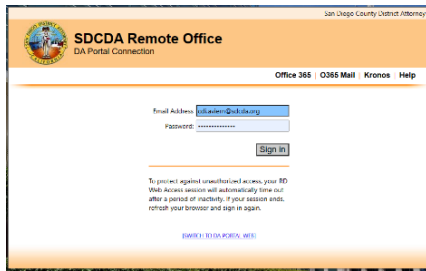 San Diego County District Attorney
SDCDA Remote Office
DA Portal Connection
Office 365 | O365 Mail | Kronos | Help
Email Address
@sdcda.org
Password: ••••••••••••••
Sign in
To protect against unauthorized access, your RD
Web Access session will automatically time out
after a period of inactivity. If your session ends,
refresh your browser and sign in again.
[SWITCH TO DA PORTAL WEB]